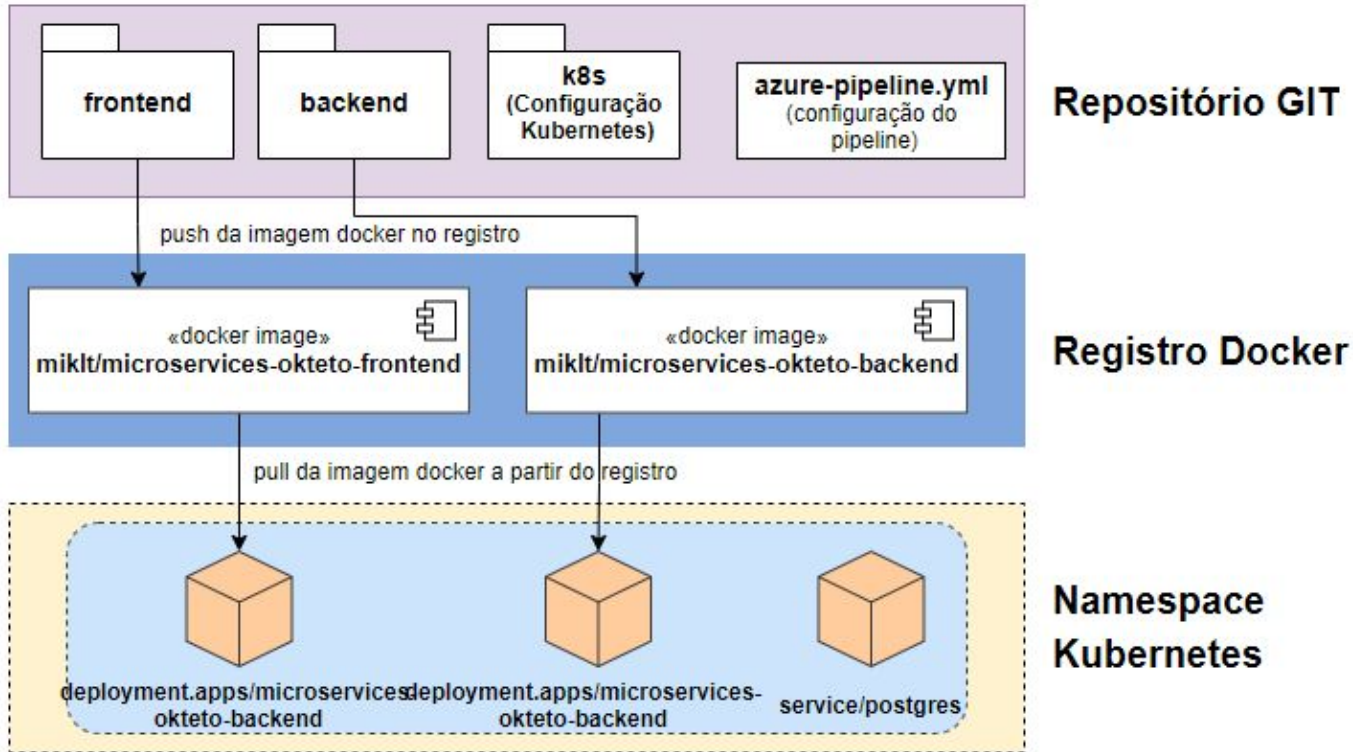 frontend
backend
k8s
(Configuração
Kubernetes)
azure-pipeline.yml
(configuração do
pipeline)
Repositório GIT
push da imagem docker no registro
«docker image»
miklt/microservices-okteto-frontend
«docker image»
miklt/microservices-okteto-backend
Registro Docker
pull da imagem docker a partir do registro
deployment.apps/microservices-
okteto-backend
deployment.apps/microservices-
okteto-backend
service/postgres
Namespace
Kubernetes